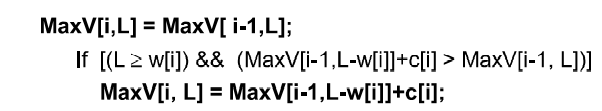 MaxV[i,L] = MaxV[ i-1,L];
If [(L ≥ w[i]) && (MaxV[i-1,L-w[i]]+c[i] > MaxV[i-1, L])]
MaxV[i, L] = MaxV[i-1,L-w[i]]+c[i];